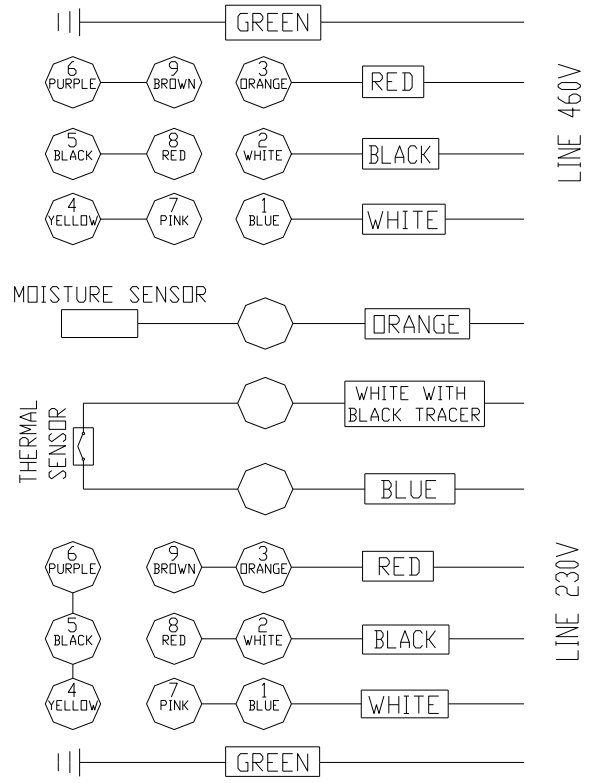 GREEN
6 PURPLE
9 BROWN
3 ORANGE
RED
LINE 460V
5 BLACK
8 RED
2 WHITE
BLACK
4 YELLOW
7 PINK
1 BLUE
WHITE
MOISTURE SENSOR
ORANGE
THERMAL
SENSOR
WHITE WITH
BLACK TRACER
BLUE
6 PURPLE
9 BROWN
3 ORANGE
RED
LINE 230V
5 BLACK
8 RED
2 WHITE
BLACK
4 YELLOW
7 PINK
1 BLUE
WHITE
GREEN